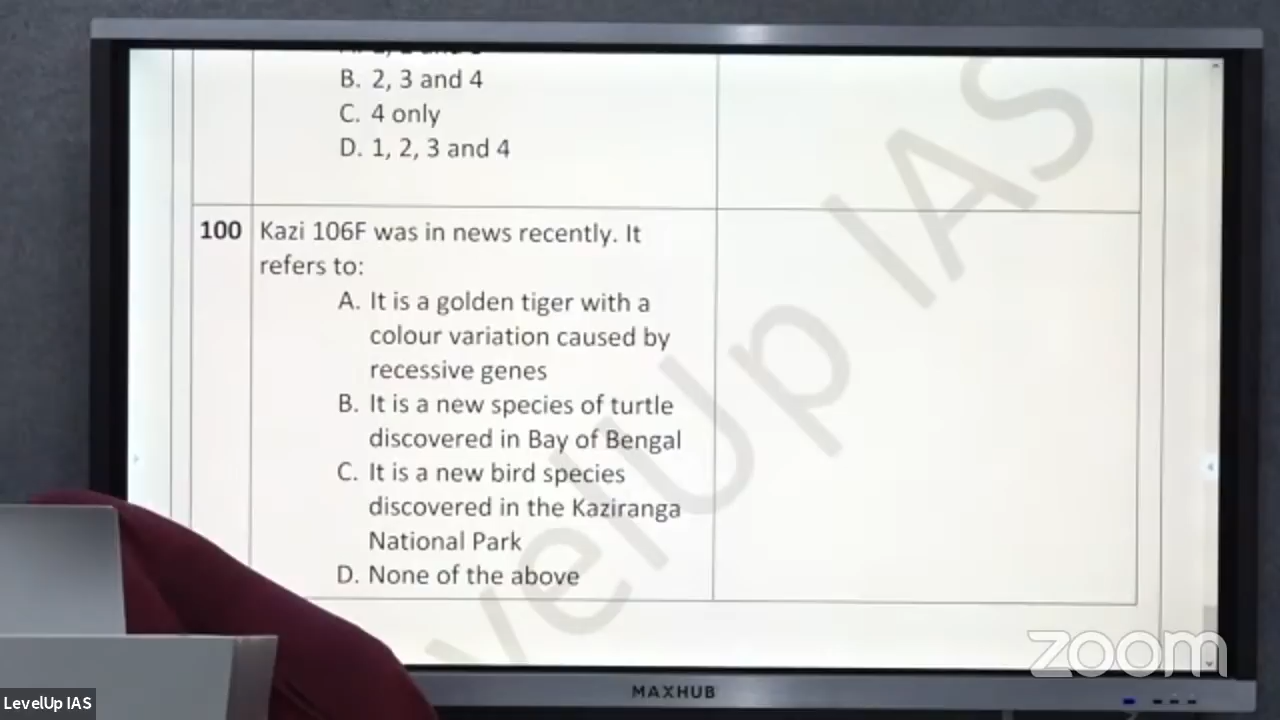 B. 2, 3 and 4
C. 4 only
D. 1, 2, 3 and 4
100 Kazi 106F was in news recently. It
refers to:
A. It is a golden tiger with a
colour variation caused by
recessive genes
B. It is a new species of turtle
discovered in Bay of Bengal
C. It is a new bird species
discovered in the Kaziranga
National Park
D. None of the above
velUp IAS
zoom
MAXHUB
LevelUp IAS